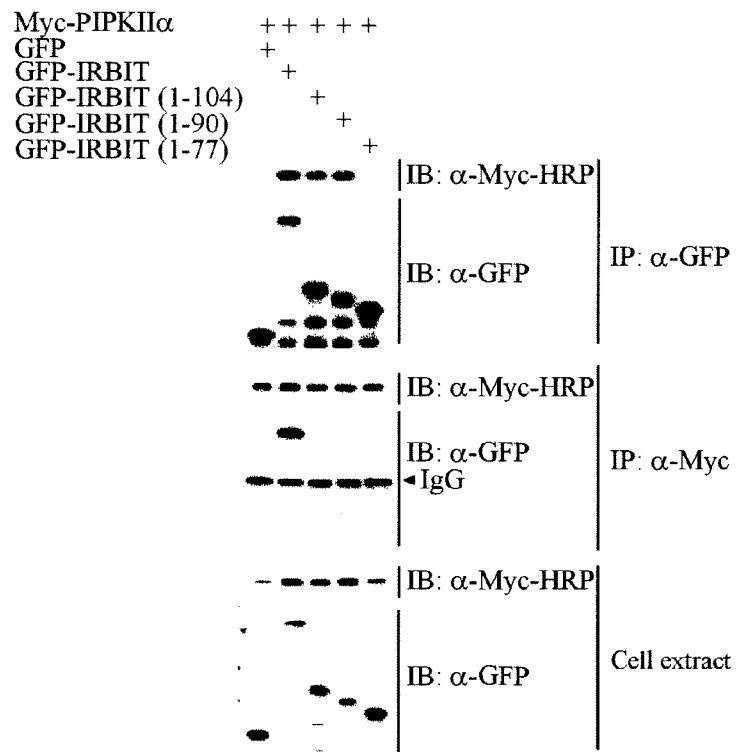 Myc-PIPKIIα + + + + +
GFP +
GFP-IRBIT +
GFP-IRBIT (1-104) +
GFP-IRBIT (1-90) +
GFP-IRBIT (1-77) +
IB: α-Myc-HRP
IB: α-GFP
IP: α-GFP
IB: α-Myc-HRP
IB: α-GFP
◄ IgG
IP: α-Myc
IB: α-Myc-HRP
IB: α-GFP
Cell extract